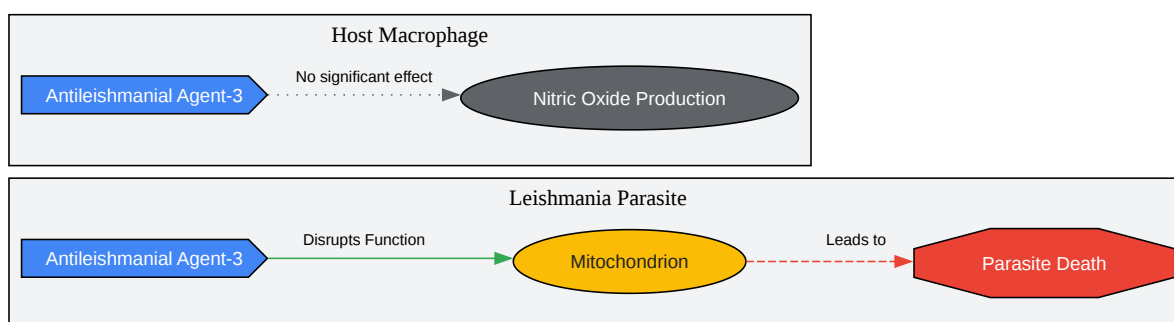 Host Macrophage
Antileishmanial Agent-3
No significant effect
Nitric Oxide Production
Leishmania Parasite
Antileishmanial Agent-3
Disrupts Function
Mitochondrion
Leads to
Parasite Death